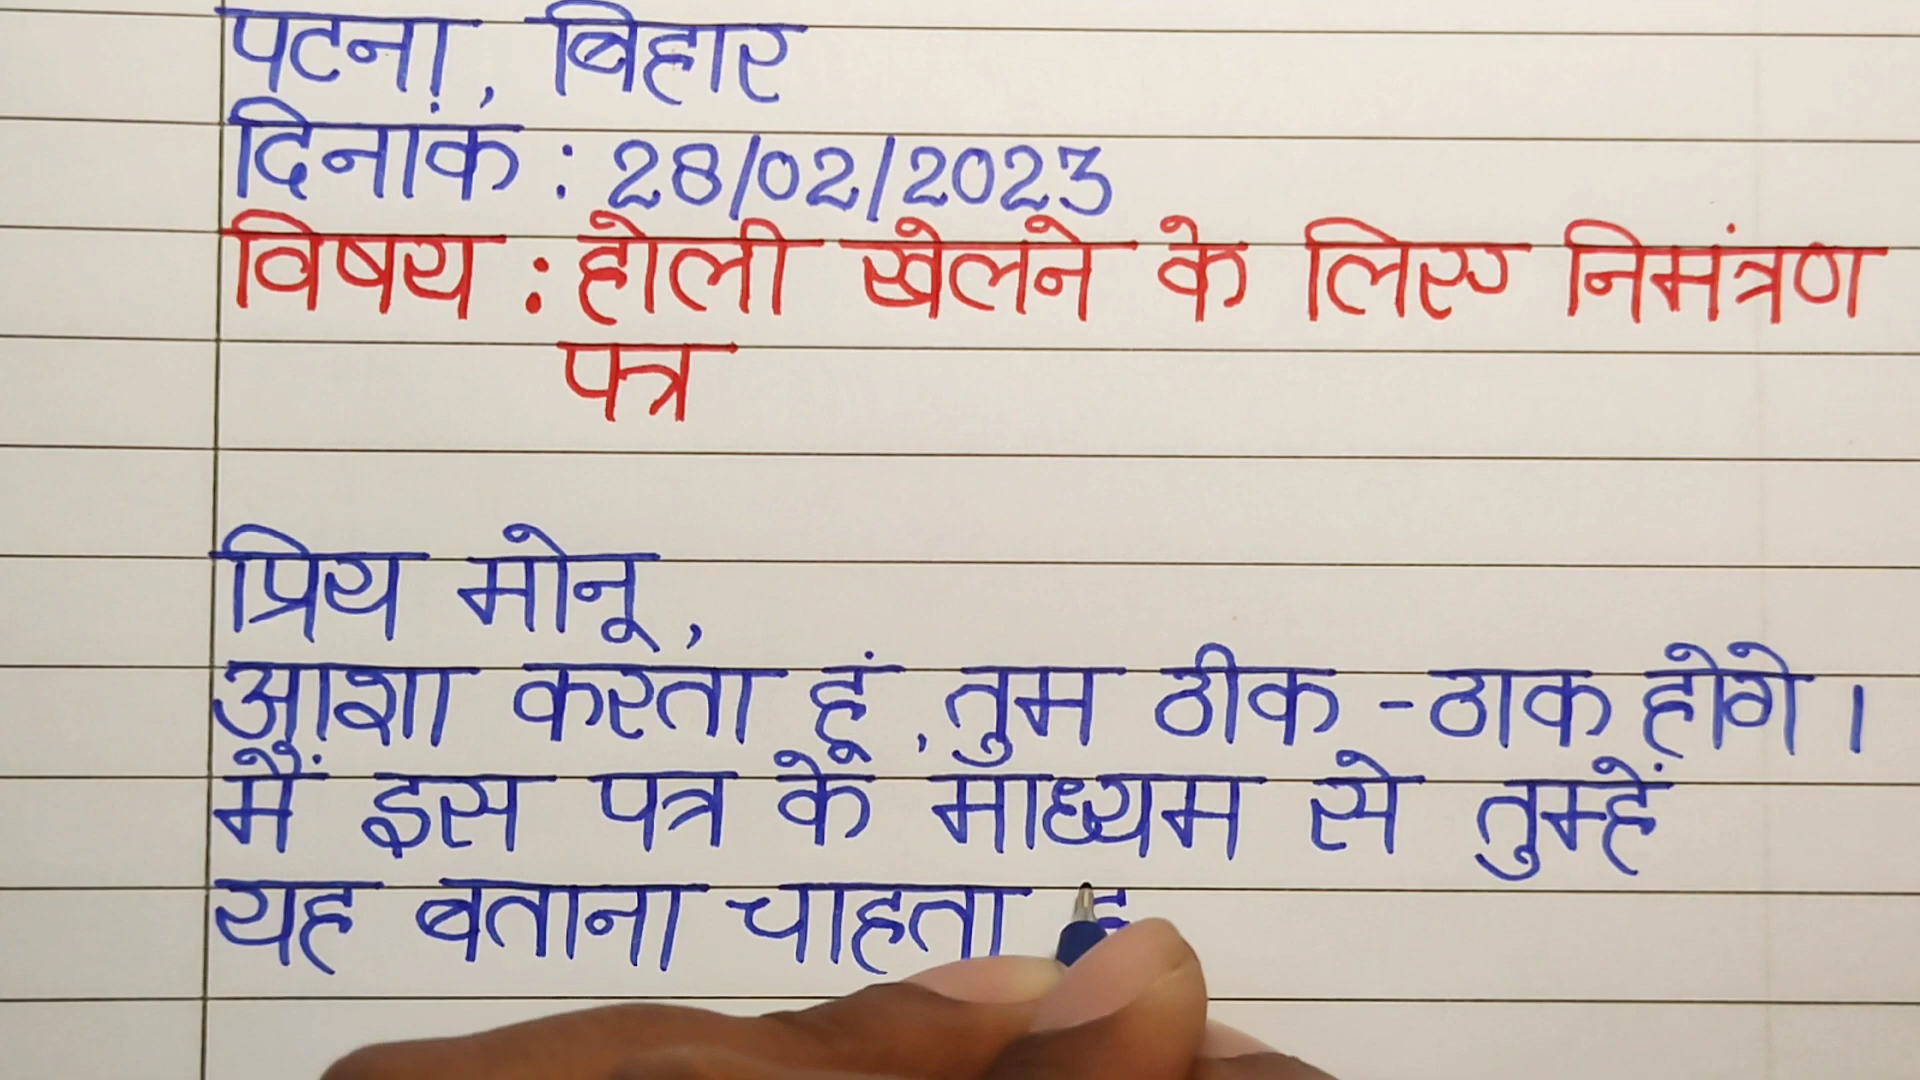 पटना, बिहार
दिनांक : 28/02/2023
विषय : होली खेलने के लिए निमंत्रण
पत्र
प्रिय मोनू,
आशा करता हूं, तुम ठीक -ठाक होंगे।
मैं इस पत्र के माध्यम से तुम्हें
यह बताना चाहता